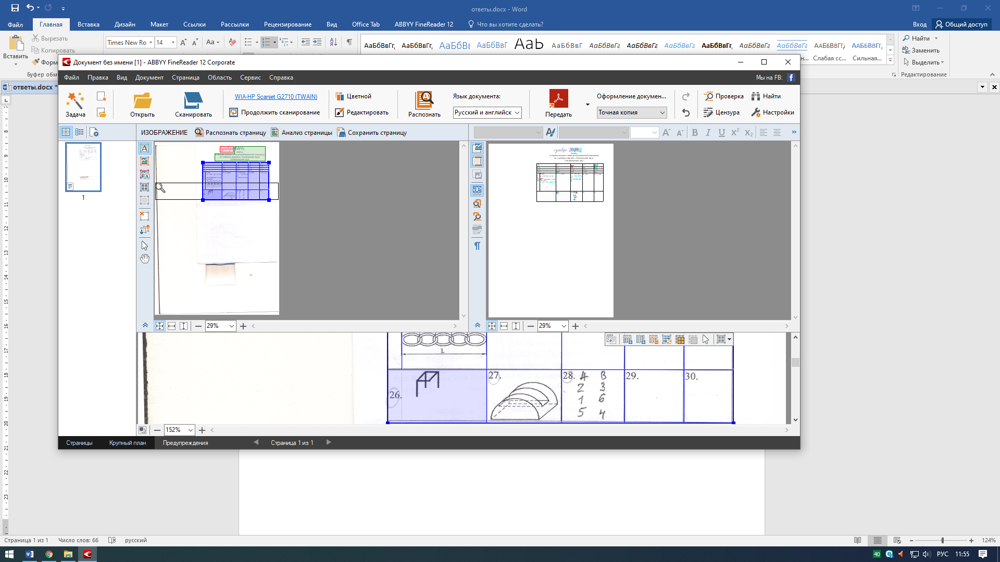 ответы.docx - Word
Файл Главная Вставка Дизайн Макет Ссылки Рассылки Рецензирование Вид Office Tab ABBYY FineReader 12 Что вы хотите сделать? Вход Общий доступ
Вставить Вырезать
Копировать
Форм
Буфер обм
Times New Ro 14 Aa
АаБбВвГг, АаБбВвГг, АаБбВı АаБбВвГ АаЬ АаБбВвГ АаБбВвГг АаБбВвГг АаБбВвГг АаБбВвГг, АаБбВвГг АаБбВвГг ААББВВГГ, ААББВВГГ,
н... Слабая сс... Сильная...
Найти
Заменить
Выделить
Редактирование
ответы.docx *
Документ без имени [1] - ABBYY FineReader 12 Corporate
Файл Правка Вид Документ Страница Область Сервис Справка Мы на FB: f
Задача Открыть Сканировать
WIA-HP Scanjet G2710 (TWAIN)
Продолжить сканирование
Цветной
Редактировать
Распознать
Язык документа:
Русский и английск
Передать
Оформление докумен...
Точная копия
Проверка Найти
Цензура Настройки
ИЗОБРАЖЕНИЕ Распознать страницу Анализ страницы Сохранить страницу
1
29%
29%
L
26. 27. 28. А В 29. 30.
2 3
1 6
5 4
152%
Страницы Крупный план Предупреждения Страница 1 из 1
Страница 1 из 1 Число слов: 66 русский 124%
40 РУС 11:55